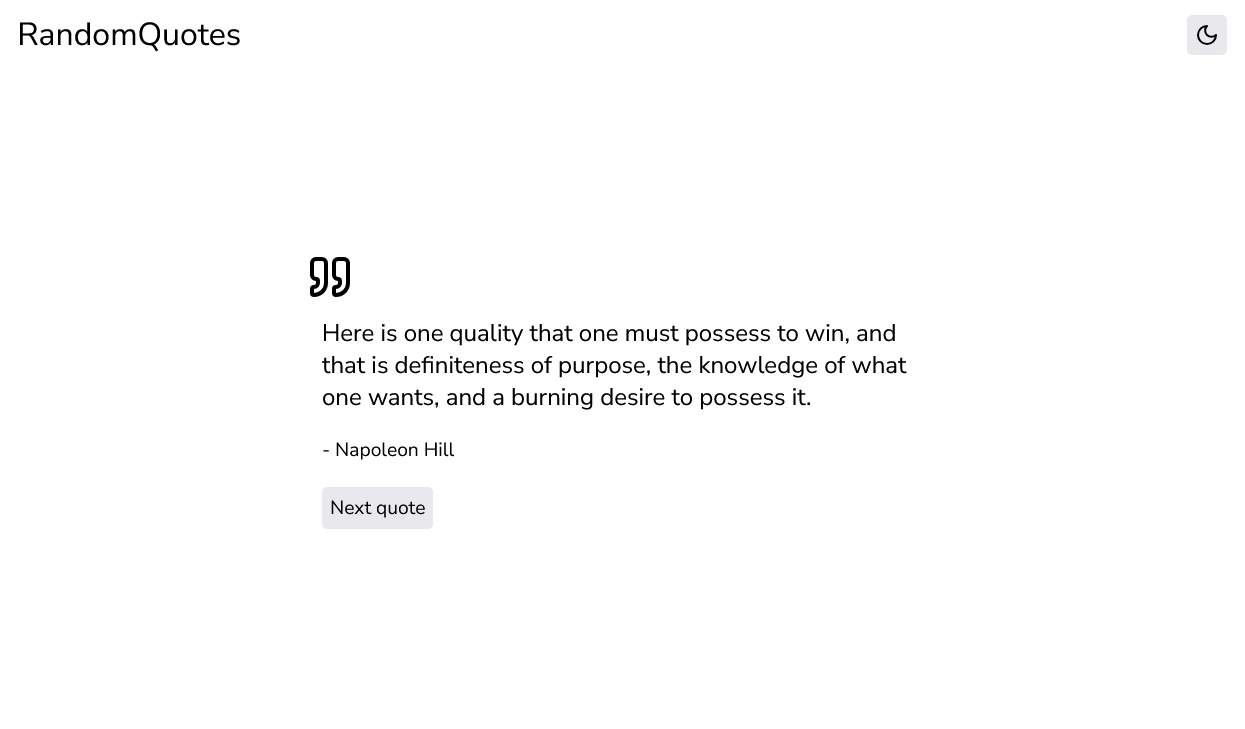 RandomQuotes
Here is one quality that one must possess to win, and
that is definiteness of purpose, the knowledge of what
one wants, and a burning desire to possess it.
- Napoleon Hill
Next quote